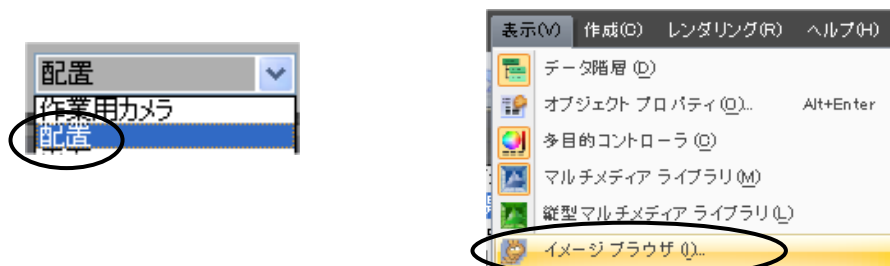 配置
作業用カメラ
配置
表示(V) 作成(C) レンダリング(R) ヘルプ(H)
データ階層(D)
オブジェクト プロパティ(O)... Alt+Enter
多目的コントローラ(C)
マルチメディア ライブラリ(M)
縦型マルチメディア ライブラリ(L)
イメージ ブラウザ(I)...